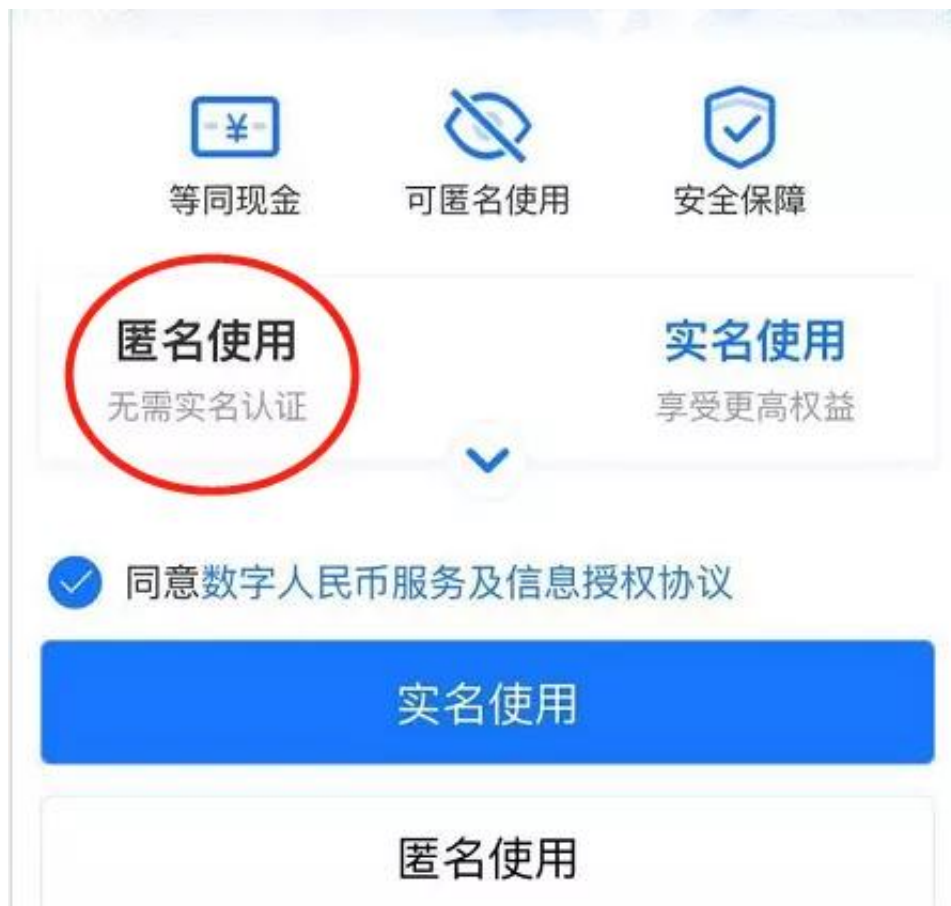 ¥
等同现金 可匿名使用 安全保障
匿名使用 实名使用
无需实名认证 享受更高权益
同意数字人民币服务及信息授权协议
实名使用
匿名使用